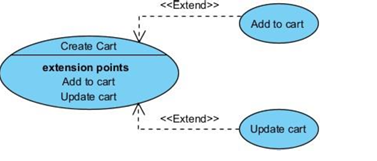 <<Extend>>
Add to cart
Create Cart
extension points
Add to cart
Update cart
<<Extend>>
Update cart